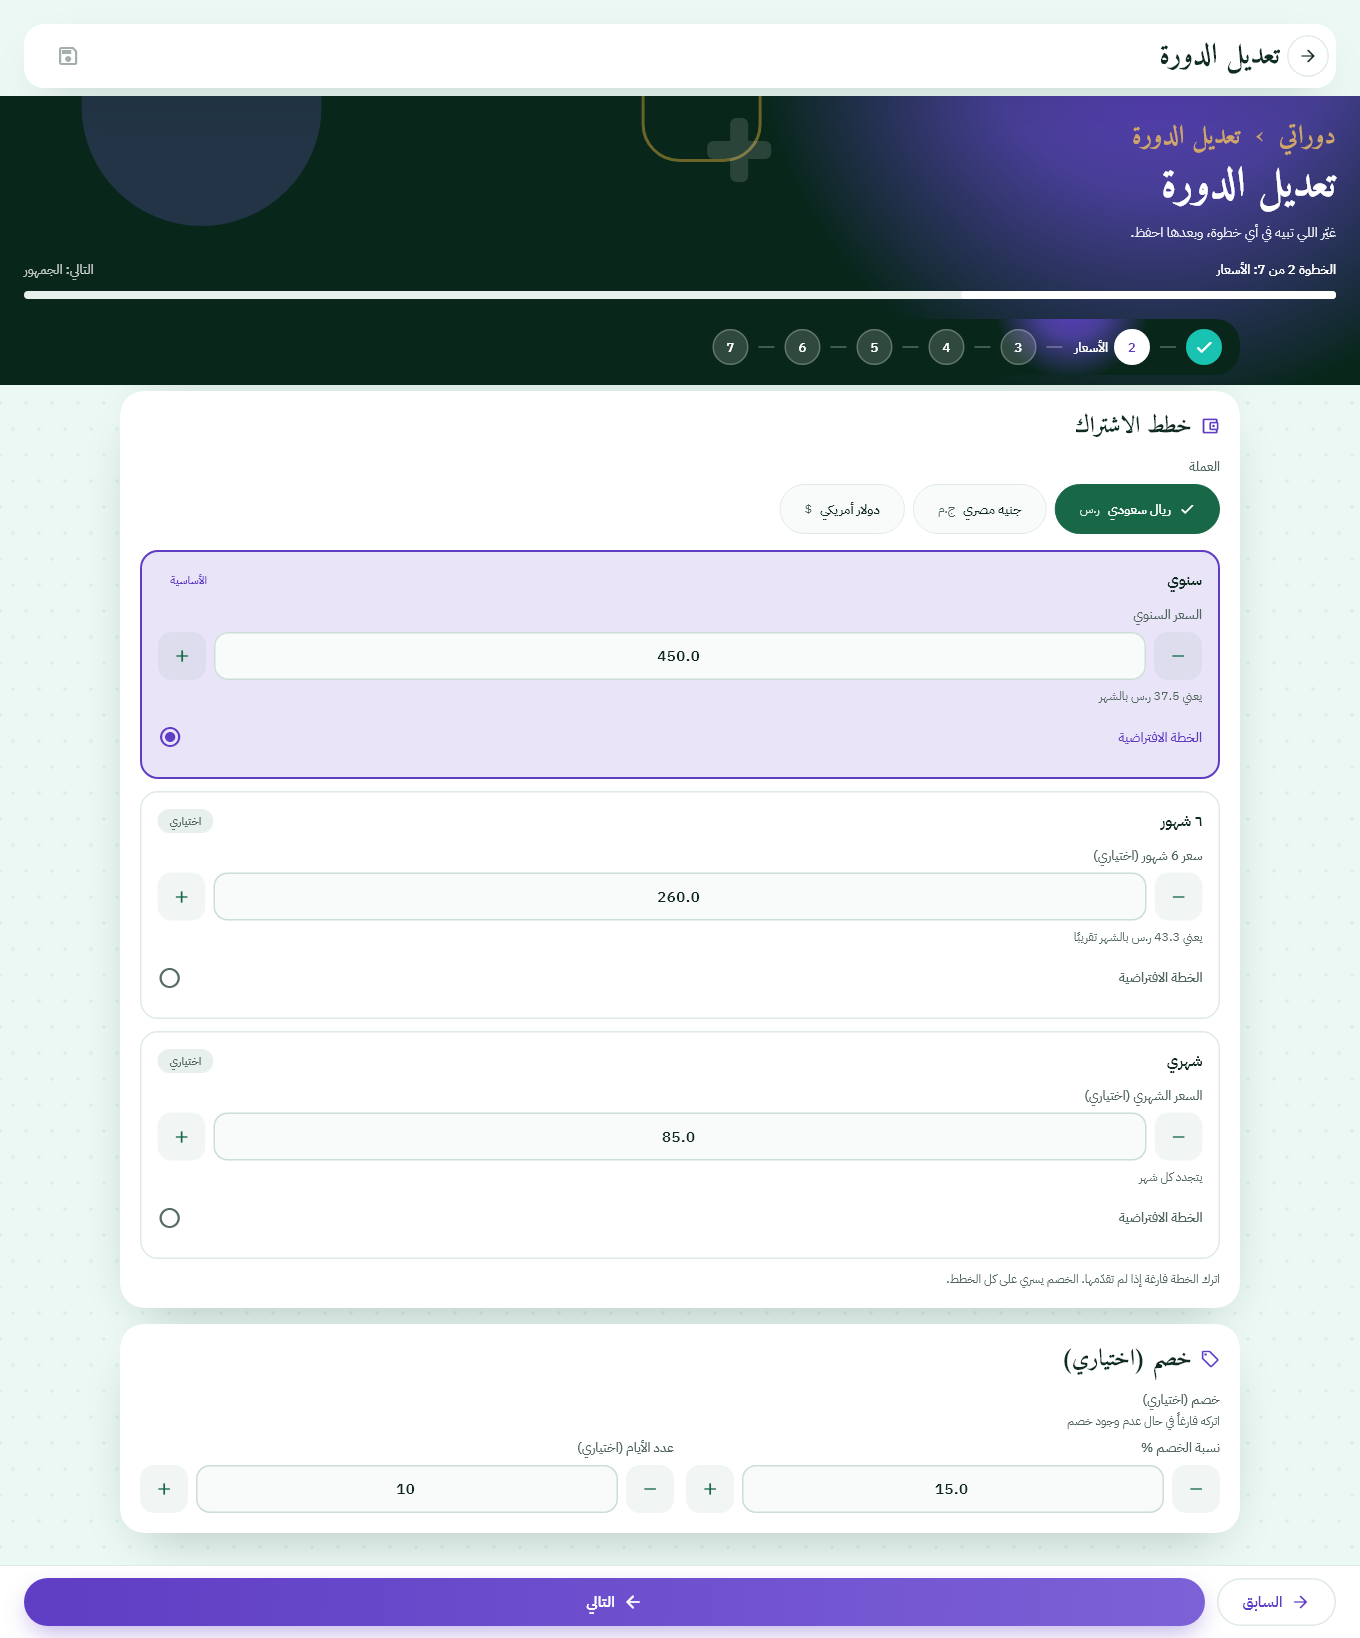 تعديل الدورة
دوراتي › تعديل الدورة
تعديل الدورة
غيّر اللي تبيه في أي خطوة، وبعدها احفظ.
الخطوة 2 من 7: الأسعار
التالي: الجمهور
2 الأسعار 3 4 5 6 7
خطط الاشتراك
العملة
ريال سعودي ر.س
جنيه مصري ج.م
دولار أمريكي $
سنوي
الأساسية
السعر السنوي
− 450.0 +
يعني 37.5 ر.س بالشهر
الخطة الافتراضية
٦ شهور
اختياري
سعر 6 شهور (اختياري)
− 260.0 +
يعني 43.3 ر.س بالشهر تقريبًا
الخطة الافتراضية
شهري
اختياري
السعر الشهري (اختياري)
− 85.0 +
يتجدد كل شهر
الخطة الافتراضية
اترك الخطة فارغة إذا لم تقدّمها. الخصم يسري على كل الخطط.
خصم (اختياري)
خصم (اختياري)
اتركه فارغاً في حال عدم وجود خصم
نسبة الخصم %
− 15.0 +
عدد الأيام (اختياري)
− 10 +
السابق
التالي